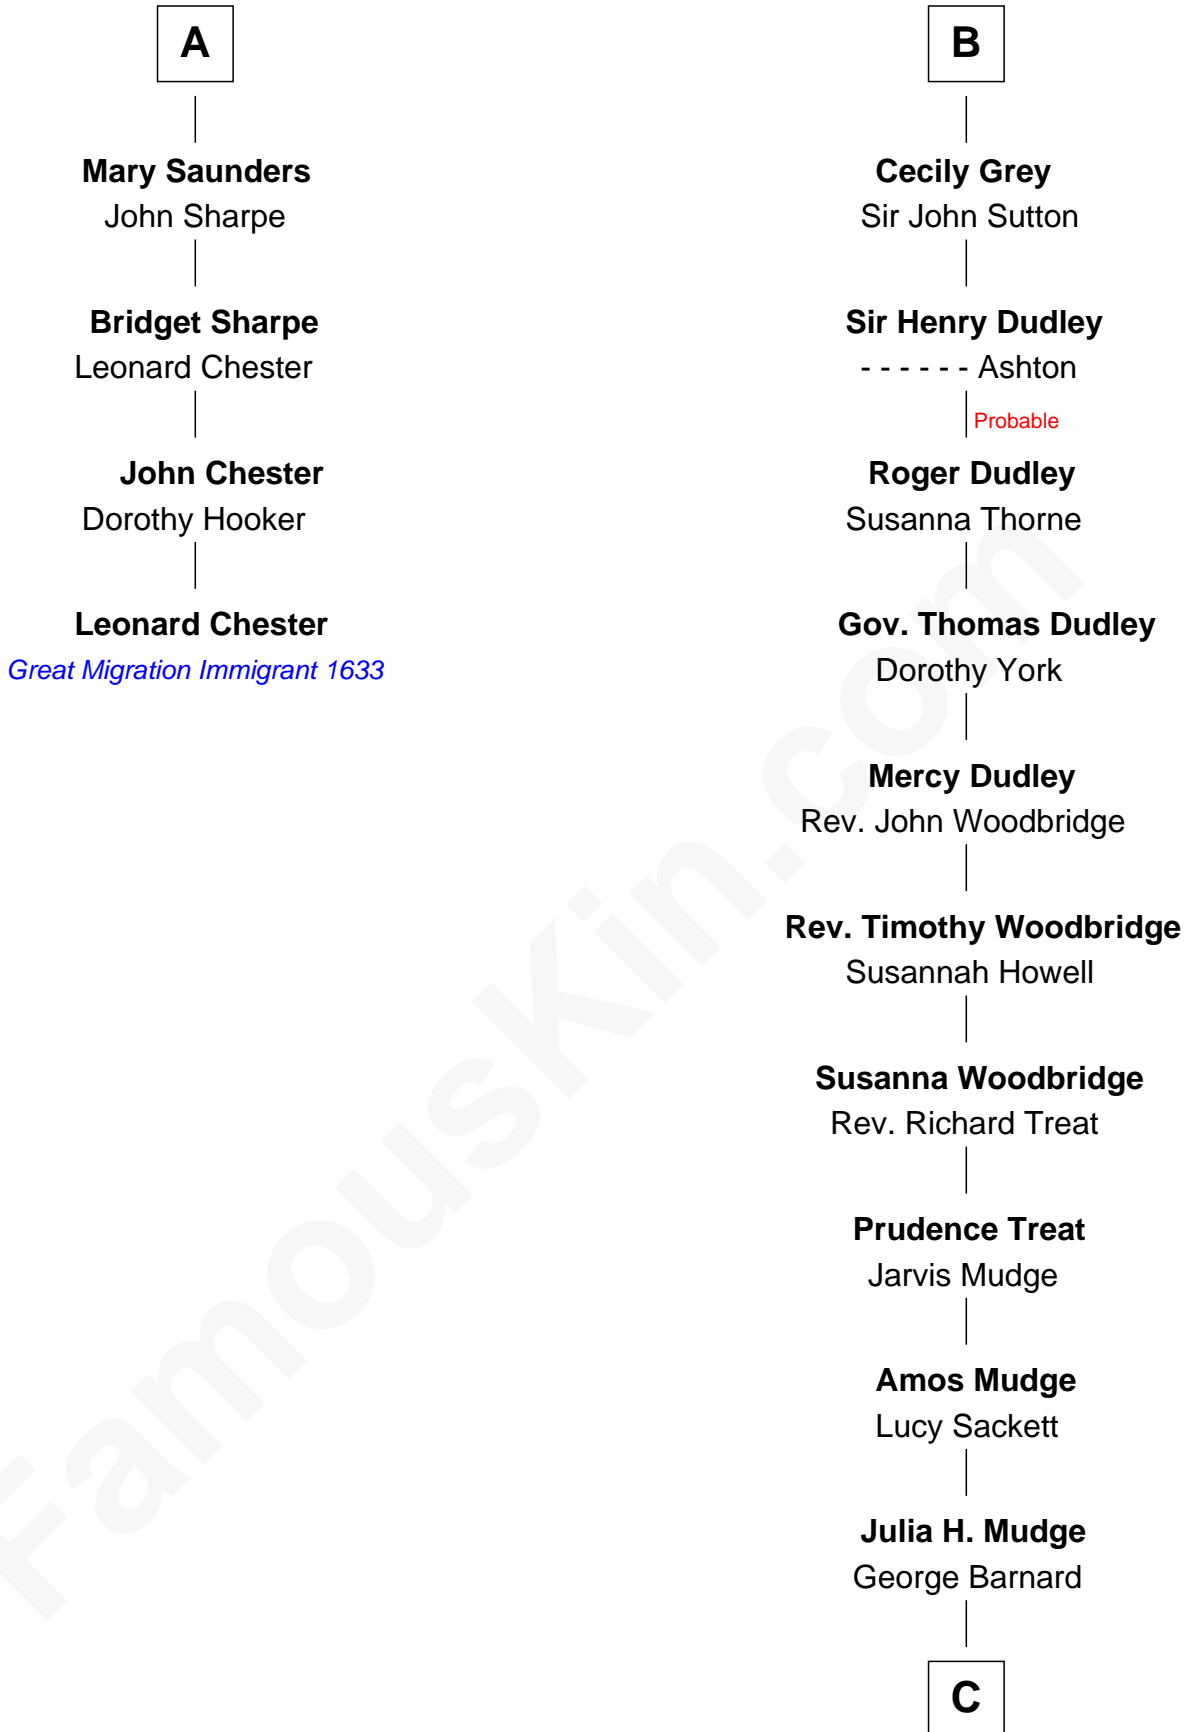 A
Mary Saunders
John Sharpe
Bridget Sharpe
Leonard Chester
John Chester
Dorothy Hooker
Leonard Chester
Great Migration Immigrant 1633
B
Cecily Grey
Sir John Sutton
Sir Henry Dudley
- - - - - - Ashton
Probable
Roger Dudley
Susanna Thorne
Gov. Thomas Dudley
Dorothy York
Mercy Dudley
Rev. John Woodbridge
Rev. Timothy Woodbridge
Susannah Howell
Susanna Woodbridge
Rev. Richard Treat
Prudence Treat
Jarvis Mudge
Amos Mudge
Lucy Sackett
Julia H. Mudge
George Barnard
C
FamousKin.com